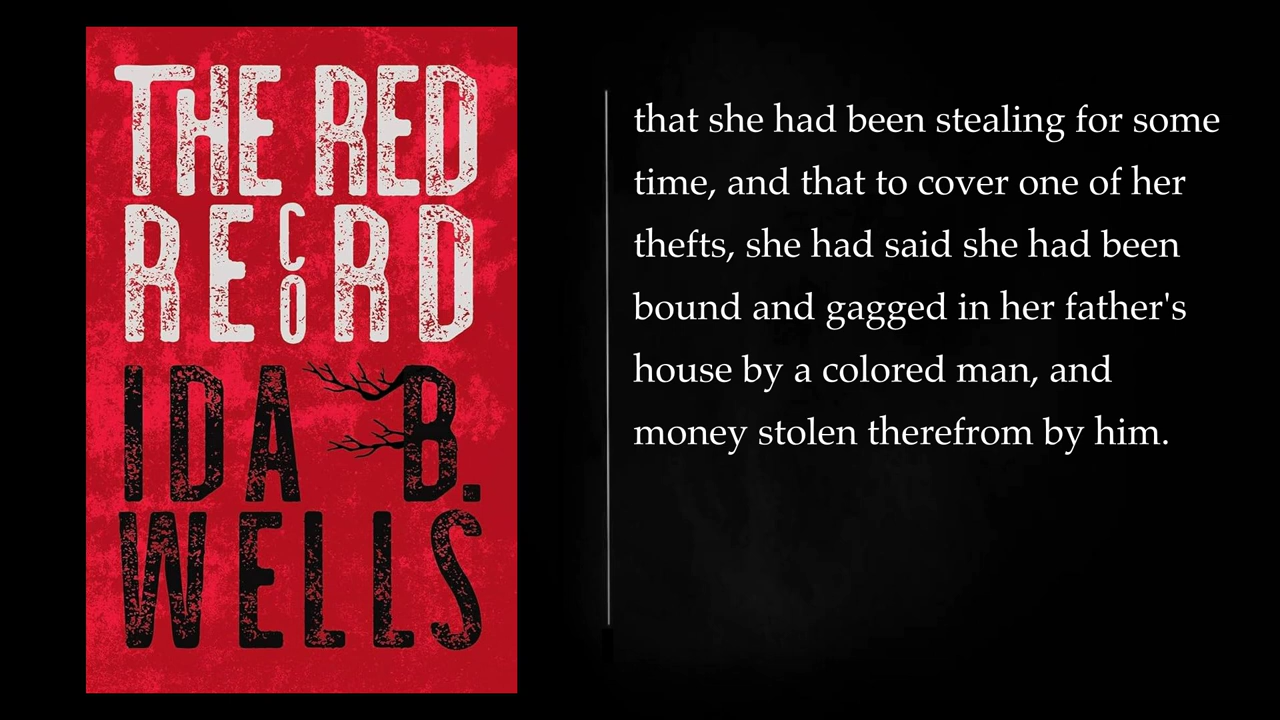 THE RED
RECORD
IDA B.
WELLS
that she had been stealing for some
time, and that to cover one of her
thefts, she had said she had been
bound and gagged in her father's
house by a colored man, and
money stolen therefrom by him.